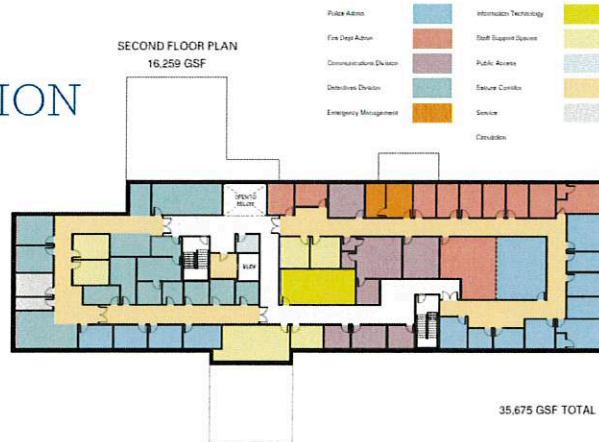 SECOND FLOOR PLAN
16,259 GSF
ION
Police Admin
Fire Dept Admin
Communications Division
Detectives Division
Emergency Management
Information Technology
Staff Support Spaces
Public Access
Secure Corridor
Service
Circulation
OPEN TO
BELOW
ELEV
35,675 GSF TOTAL